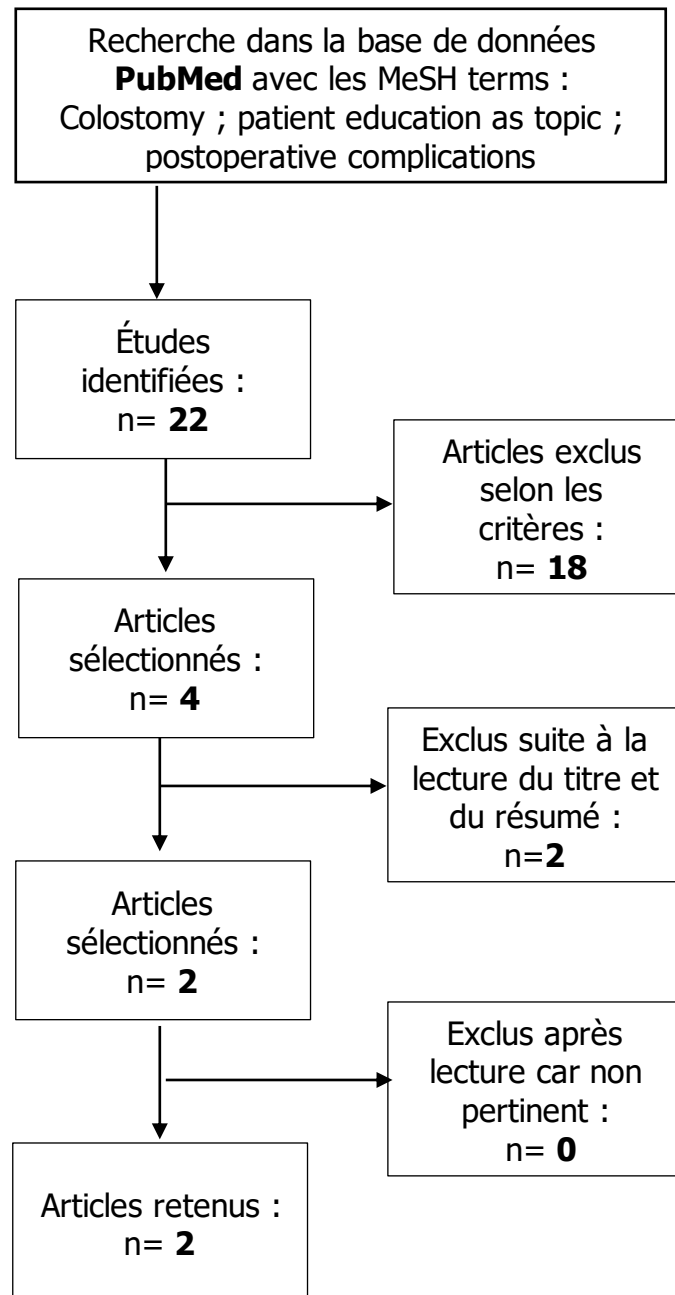 Recherche dans la base de données
PubMed avec les MeSH terms :
Colostomy ; patient education as topic ;
postoperative complications
Études
identifiées :
n= 22
Articles exclus
selon les
critères :
n= 18
Articles
sélectionnés :
n= 4
Exclus suite à la
lecture du titre et
du résumé :
n=2
Articles
sélectionnés :
n= 2
Exclus après
lecture car non
pertinent :
n= 0
Articles retenus :
n= 2